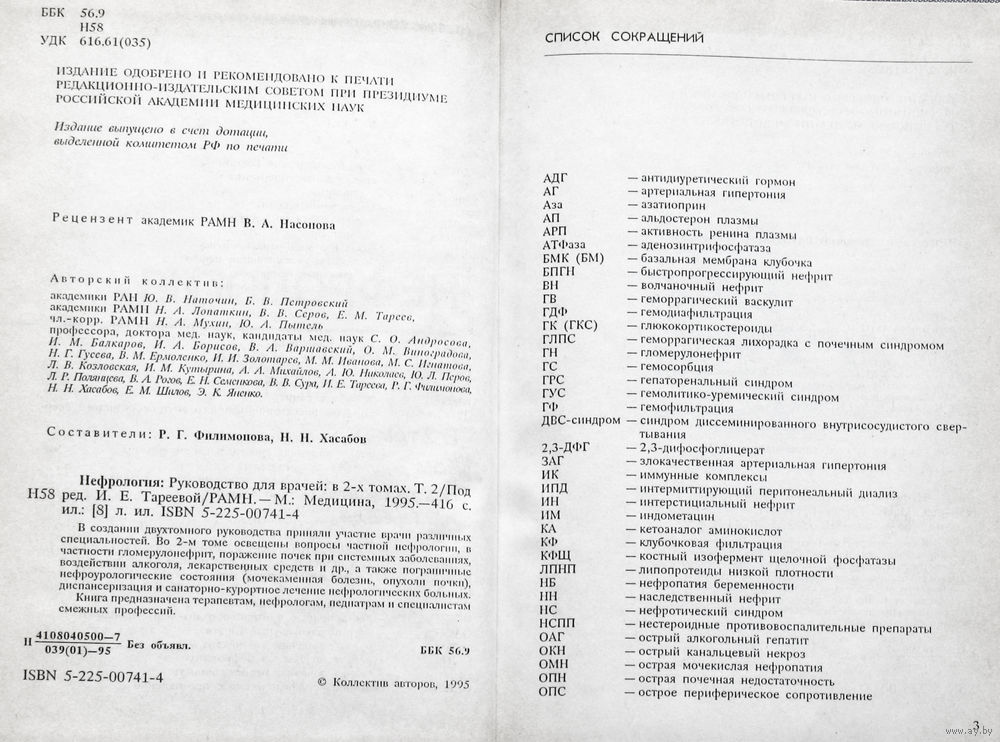 ББК 56.9
Н58
УДК 616.61(035)
ИЗДАНИЕ ОДОБРЕНО И РЕКОМЕНДОВАНО К ПЕЧАТИ
РЕДАКЦИОННО-ИЗДАТЕЛЬСКИМ СОВЕТОМ ПРИ ПРЕЗИДИУМЕ
РОССИЙСКОЙ АКАДЕМИИ МЕДИЦИНСКИХ НАУК
Издание выпущено в счет дотации,
выделенной комитетом РФ по печати
Рецензент академик РАМН В. А. Насонова
Авторский коллектив:
академики РАН Ю. В. Наточин, Б. В. Петровский
академики РАМН Н. А. Лопаткин, В. В. Серов, Е. М. Тареев,
чл.-корр. РАМН Н. А. Мухин, Ю. А. Пытель
профессора, доктора мед. наук, кандидаты мед. наук С. О. Андросова,
И. М. Балкаров, И. А. Борисов, В. А. Варшавский, О. М. Виноградова,
Н. Г. Гусева, В. М. Ермоленко, И. И. Золотарев, М. М. Иванова, М. С. Игнатова,
Л. В. Козловская, И. М. Кутырина, А. А. Михайлов, А. Ю. Николаев, Ю. Л. Перов,
Л. Р. Полянцева, В. А. Рогов, Е. Н. Семенкова, В. В. Сура, И. Е. Тареева, Р. Г. Филимонова,
Н. Н. Хасабов, Е. М. Шилов, Э. К. Яненко.
Составители: Р. Г. Филимонова, Н. Н. Хасабов
Нефрология: Руководство для врачей: в 2-х томах. Т. 2/Под
Н58 ред. И. Е. Тареевой/РАМН.— М.: Медицина, 1995.—416 с.
ил.: [8] л. ил. ISBN 5-225-00741-4
В создании двухтомного руководства приняли участие врачи различных
специальностей. Во 2-м томе освещены вопросы частной нефрологии, в
частности гломерулонефрит, поражение почек при системных заболеваниях,
воздействии алкоголя, лекарственных средств и др., а также пограничные
нефроурологические состояния (мочекаменная болезнь, опухоли почки),
диспансеризация и санаторно-курортное лечение нефрологических больных.
Книга предназначена терапевтам, нефрологам, педиатрам и специалистам
смежных профессий.
Н 4108040500—7
039(01)—95 Без объявл.
ББК 56.9
ISBN 5-225-00741-4
© Коллектив авторов, 1995
СПИСОК СОКРАЩЕНИЙ
АДГ — антидиуретический гормон
АГ — артериальная гипертония
Аза — азатиоприн
АП — альдостерон плазмы
АРП — активность ренина плазмы
АТФаза — аденозинтрифосфатаза
БМК (БМ) — базальная мембрана клубочка
БПГН — быстропрогрессирующий нефрит
ВН — волчаночный нефрит
ГВ — геморрагический васкулит
ГДФ — гемодиафильтрация
ГК (ГКС) — глюкокортикостероиды
ГЛПС — геморрагическая лихорадка с почечным синдромом
ГН — гломерулонефрит
ГС — гемосорбция
ГРС — гепаторенальный синдром
ГУС — гемолитико-уремический синдром
ГФ — гемофильтрация
ДВС-синдром — синдром диссеминированного внутрисосудистого свер-
тывания
2,3-ДФГ — 2,3-дифосфоглицерат
ЗАГ — злокачественная артериальная гипертония
ИК — иммунные комплексы
ИПД — интермиттирующий перитонеальный диализ
ИН — интерстициальный нефрит
ИМ — индометацин
КА — кетоаналог аминокислот
КФ — клубочковая фильтрация
КФЩ — костный изофермент щелочной фосфатазы
ЛПНП — липопротеиды низкой плотности
НБ — нефропатия беременности
НН — наследственный нефрит
НС — нефротический синдром
НСПП — нестероидные противовоспалительные препараты
ОАГ — острый алкогольный гепатит
ОКН — острый канальцевый некроз
ОМН — острая мочекислая нефропатия
ОПН — острая почечная недостаточность
ОПС — острое периферическое сопротивление
3
www.ay.by